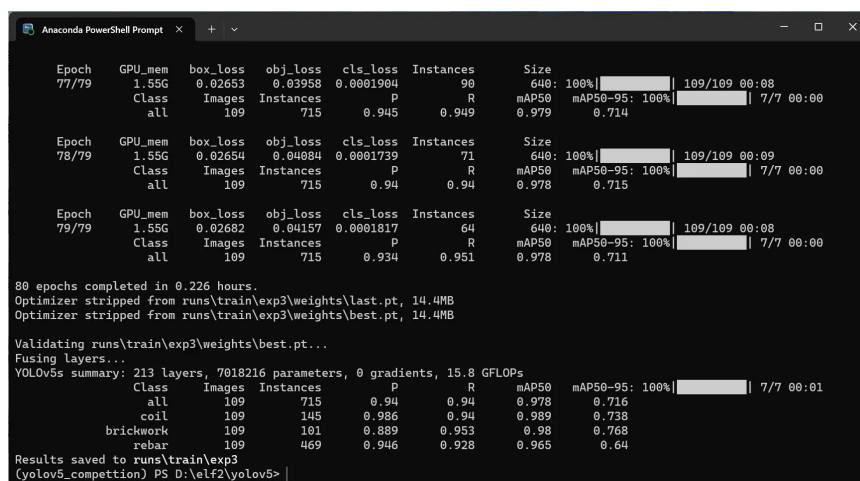 Anaconda PowerShell Prompt
Epoch GPU_mem box_loss obj_loss cls_loss Instances Size
77/79 1.55G 0.02653 0.03958 0.0001904 90 640: 100%| | 109/109 00:08
Class Images Instances P R mAP50 mAP50-95: 100%| | 7/7 00:00
all 109 715 0.945 0.949 0.979 0.714
Epoch GPU_mem box_loss obj_loss cls_loss Instances Size
78/79 1.55G 0.02654 0.04084 0.0001739 71 640: 100%| | 109/109 00:09
Class Images Instances P R mAP50 mAP50-95: 100%| | 7/7 00:00
all 109 715 0.94 0.94 0.978 0.715
Epoch GPU_mem box_loss obj_loss cls_loss Instances Size
79/79 1.55G 0.02682 0.04157 0.0001817 64 640: 100%| | 109/109 00:08
Class Images Instances P R mAP50 mAP50-95: 100%| | 7/7 00:00
all 109 715 0.934 0.951 0.978 0.711
80 epochs completed in 0.226 hours.
Optimizer stripped from runs\train\exp3\weights\last.pt, 14.4MB
Optimizer stripped from runs\train\exp3\weights\best.pt, 14.4MB
Validating runs\train\exp3\weights\best.pt...
Fusing layers...
YOLOv5s summary: 213 layers, 7018216 parameters, 0 gradients, 15.8 GFLOPs
Class Images Instances P R mAP50 mAP50-95: 100%| | 7/7 00:01
all 109 715 0.94 0.94 0.978 0.716
coil 109 145 0.986 0.94 0.989 0.738
brickwork 109 101 0.889 0.953 0.98 0.768
rebar 109 469 0.946 0.928 0.965 0.64
Results saved to runs\train\exp3
(yolov5_compettion) PS D:\elf2\yolov5>